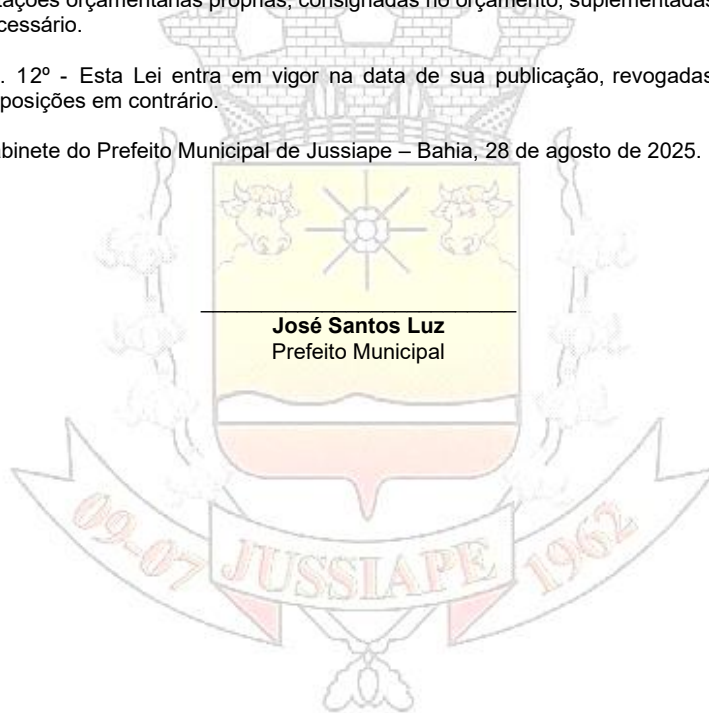 tações orçamentárias próprias, consignadas no orçamento, suplementadas
cessário.
. 12º - Esta Lei entra em vigor na data de sua publicação, revogadas
posições em contrário.
abinete do Prefeito Municipal de Jussiape – Bahia, 28 de agosto de 2025.
José Santos Luz
Prefeito Municipal
09-07 JUSSIAPE 1962